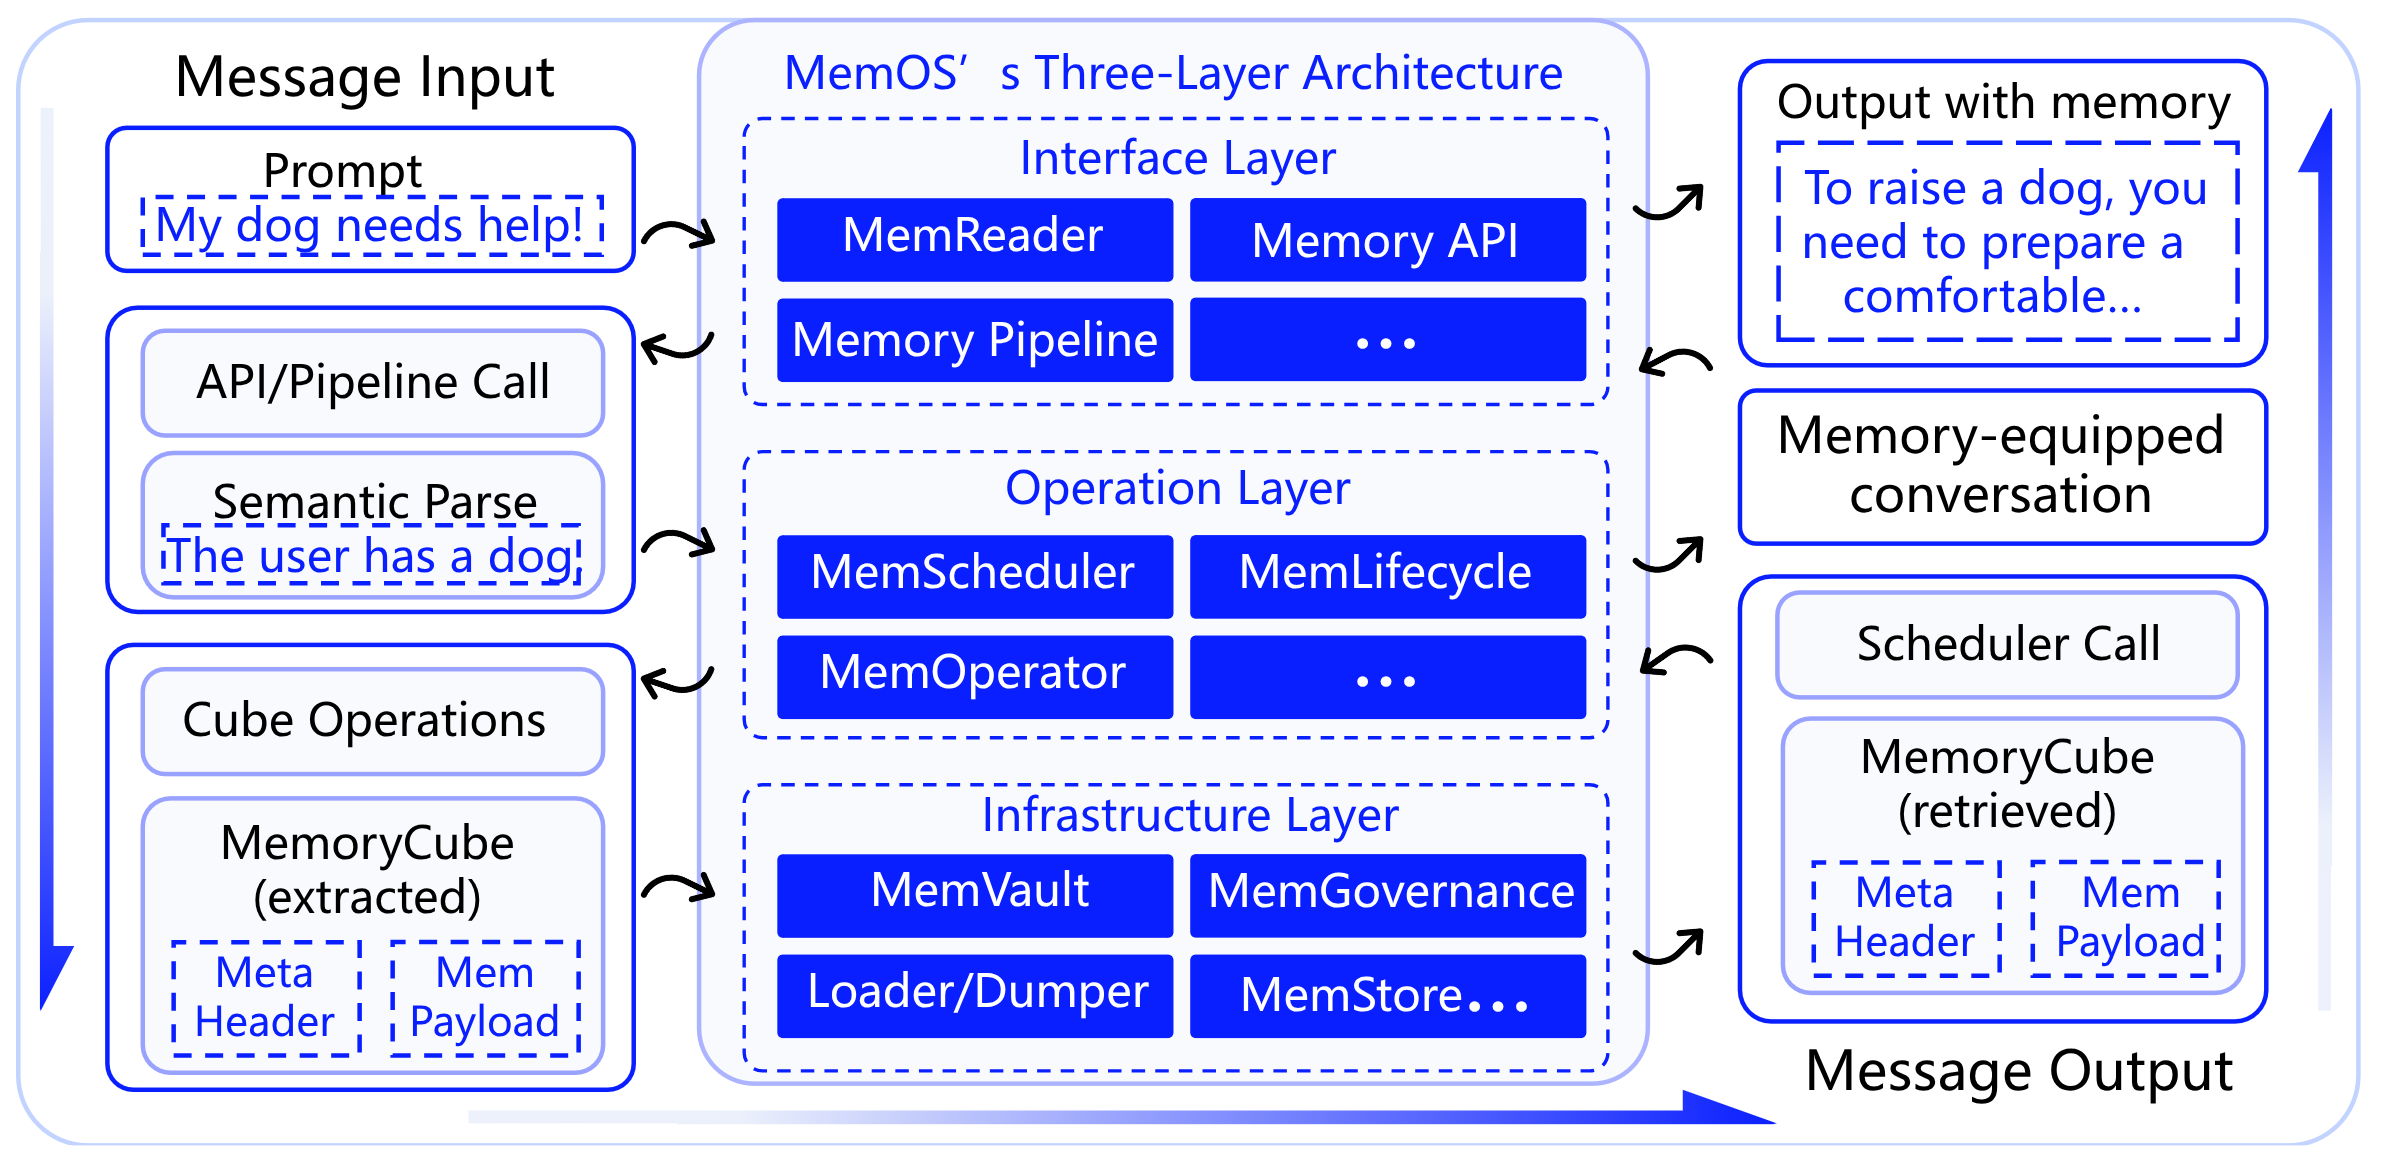 Message Input
Prompt
My dog needs help!
API/Pipeline Call
Semantic Parse
The user has a dog
Cube Operations
MemoryCube
(extracted)
Meta
Header
Mem
Payload
MemOS’s Three-Layer Architecture
Interface Layer
MemReader
Memory API
Memory Pipeline
...
Operation Layer
MemScheduler
MemLifecycle
MemOperator
...
Infrastructure Layer
MemVault
MemGovernance
Loader/Dumper
MemStore...
Output with memory
To raise a dog, you
need to prepare a
comfortable...
Memory-equipped
conversation
Scheduler Call
MemoryCube
(retrieved)
Meta
Header
Mem
Payload
Message Output